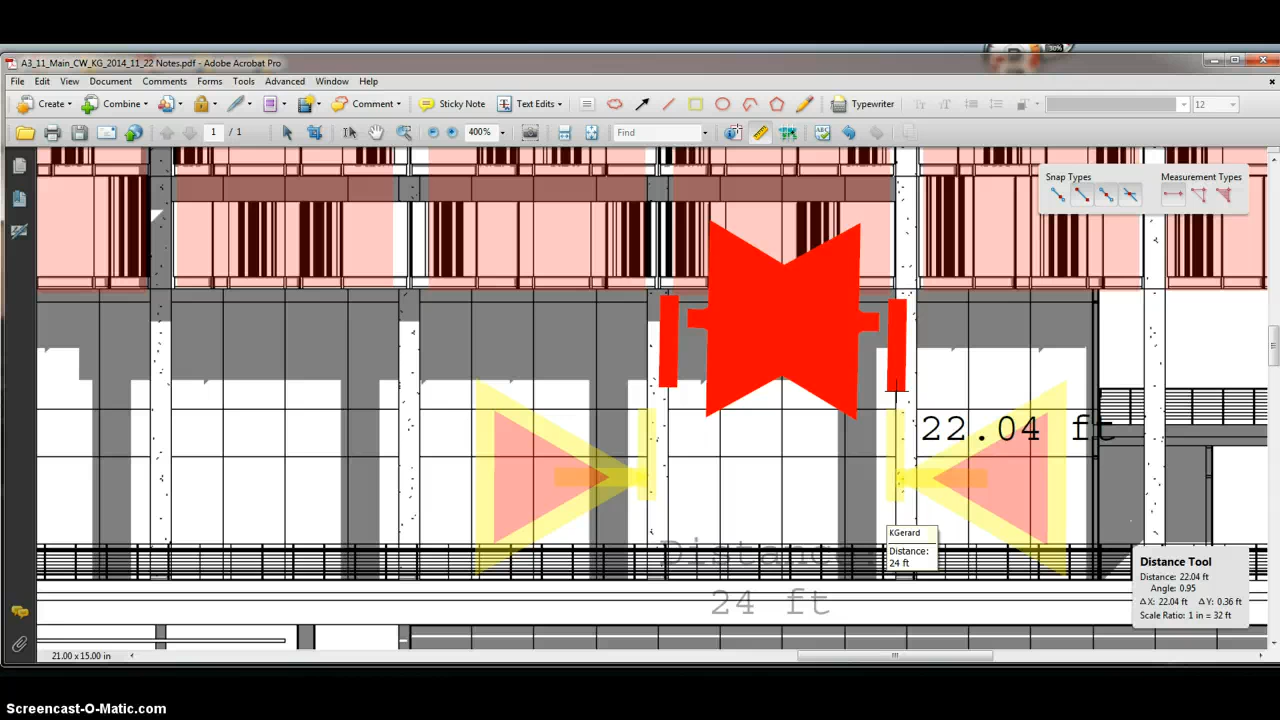 30%
A3_11_Main_CW_KG_2014_11_22 Notes.pdf - Adobe Acrobat Pro
File Edit View Document Comments Forms Tools Advanced Window Help
Create Combine Comment Sticky Note Text Edits Typewriter 12
1 / 1 400% Find
Snap Types Measurement Types
22.04 ft
KGerard
Distance:
24 ft
Distance
24 ft
Distance Tool
Distance: 22.04 ft
Angle: 0.95
Δ X: 22.04 ft Δ Y: 0.36 ft
Scale Ratio: 1 in = 32 ft
21.00 x 15.00 in
Screencast-O-Matic.com